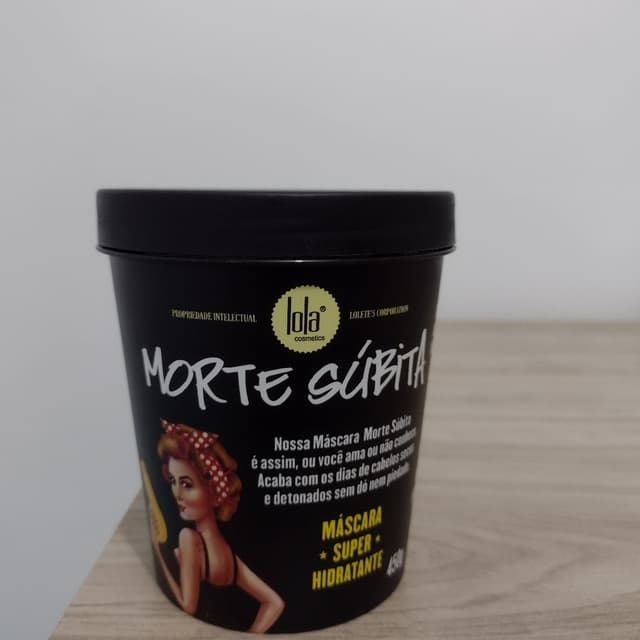 PROPRIEDADE INTELECTUAL
lola®
cosmetics
LOLETE'S CORPORATION
MORTE SÚBITA
Nossa Máscara Morte Súbita
é assim, ou você ama ou não conhece.
Acaba com os dias de cabelos secos
e detonados sem dó nem piedade.
MÁSCARA
* SUPER *
HIDRATANTE
450g